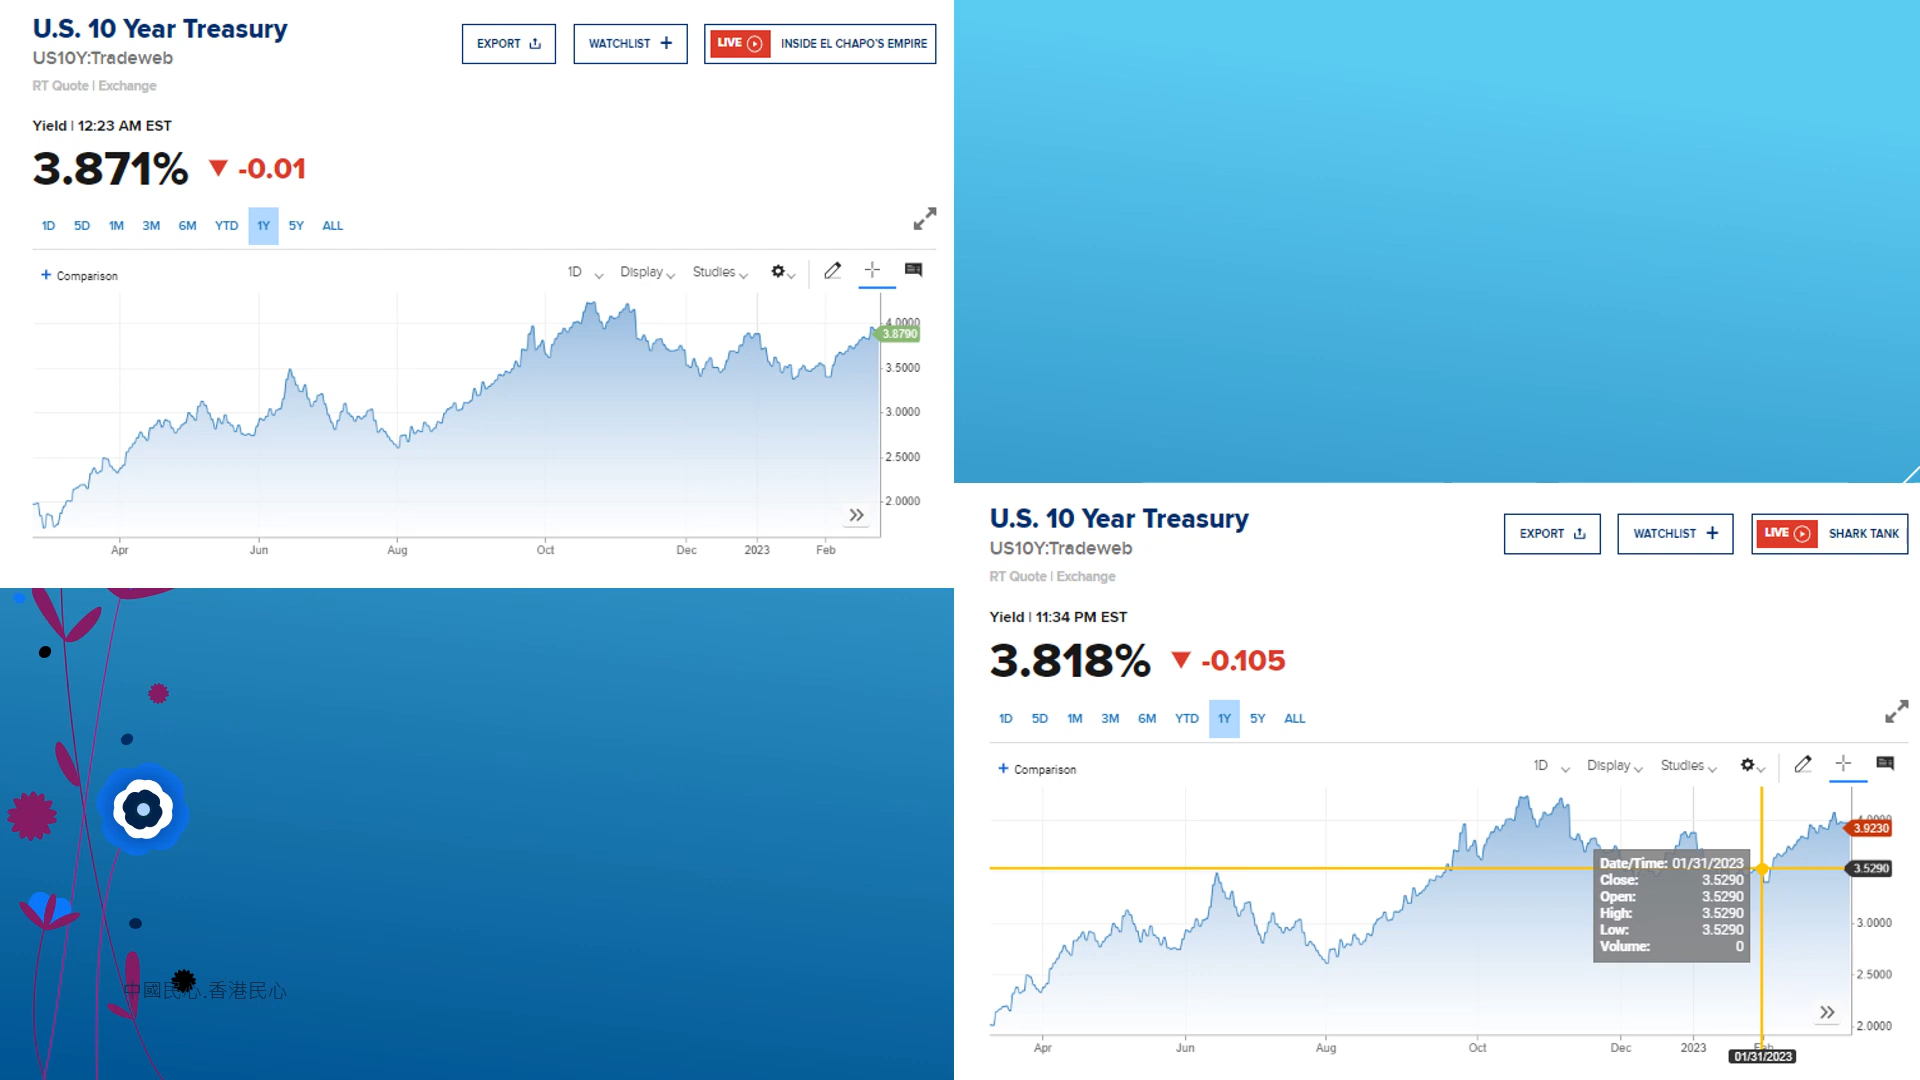 U.S. 10 Year Treasury
US10Y:Tradeweb
RT Quote | Exchange
EXPORT
WATCHLIST +
LIVE INSIDE EL CHAPO'S EMPIRE
Yield | 12:23 AM EST
3.871% ▼ -0.01
1D 5D 1M 3M 6M YTD 1Y 5Y ALL
+ Comparison
1D Display Studies
4.0000
3.8790
3.5000
3.0000
2.5000
2.0000
Apr Jun Aug Oct Dec 2023 Feb
中國民心.香港民心
U.S. 10 Year Treasury
US10Y:Tradeweb
RT Quote | Exchange
EXPORT
WATCHLIST +
LIVE SHARK TANK
Yield | 11:34 PM EST
3.818% ▼ -0.105
1D 5D 1M 3M 6M YTD 1Y 5Y ALL
+ Comparison
1D Display Studies
3.9230
3.5290
3.0000
2.5000
2.0000
Date/Time: 01/31/2023
Close: 3.5290
Open: 3.5290
High: 3.5290
Low: 3.5290
Volume: 0
Apr Jun Aug Oct Dec 2023
01/31/2023